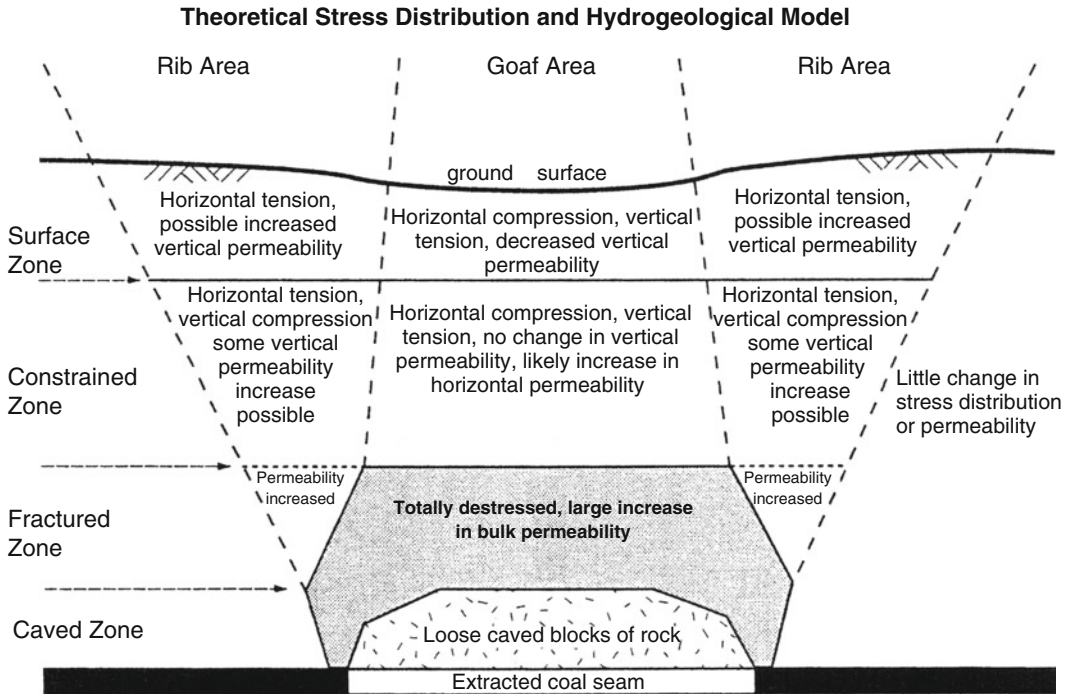 Theoretical Stress Distribution and Hydrogeological Model
Rib Area
Goaf Area
Rib Area
ground surface
Surface
Zone
Horizontal tension,
possible increased
vertical permeability
Horizontal compression, vertical
tension, decreased vertical
permeability
Horizontal tension,
possible increased
vertical permeability
Constrained
Zone
Horizontal tension,
vertical compression
some vertical
permeability
increase
possible
Horizontal compression, vertical
tension, no change in vertical
permeability, likely increase in
horizontal permeability
Horizontal tension,
vertical compression
some vertical
permeability
increase
possible
Little change in
stress distribution
or permeability
Fractured
Zone
Permeability
increased
Totally destressed, large increase
in bulk permeability
Permeability
increased
Caved Zone
Loose caved blocks of rock
Extracted coal seam